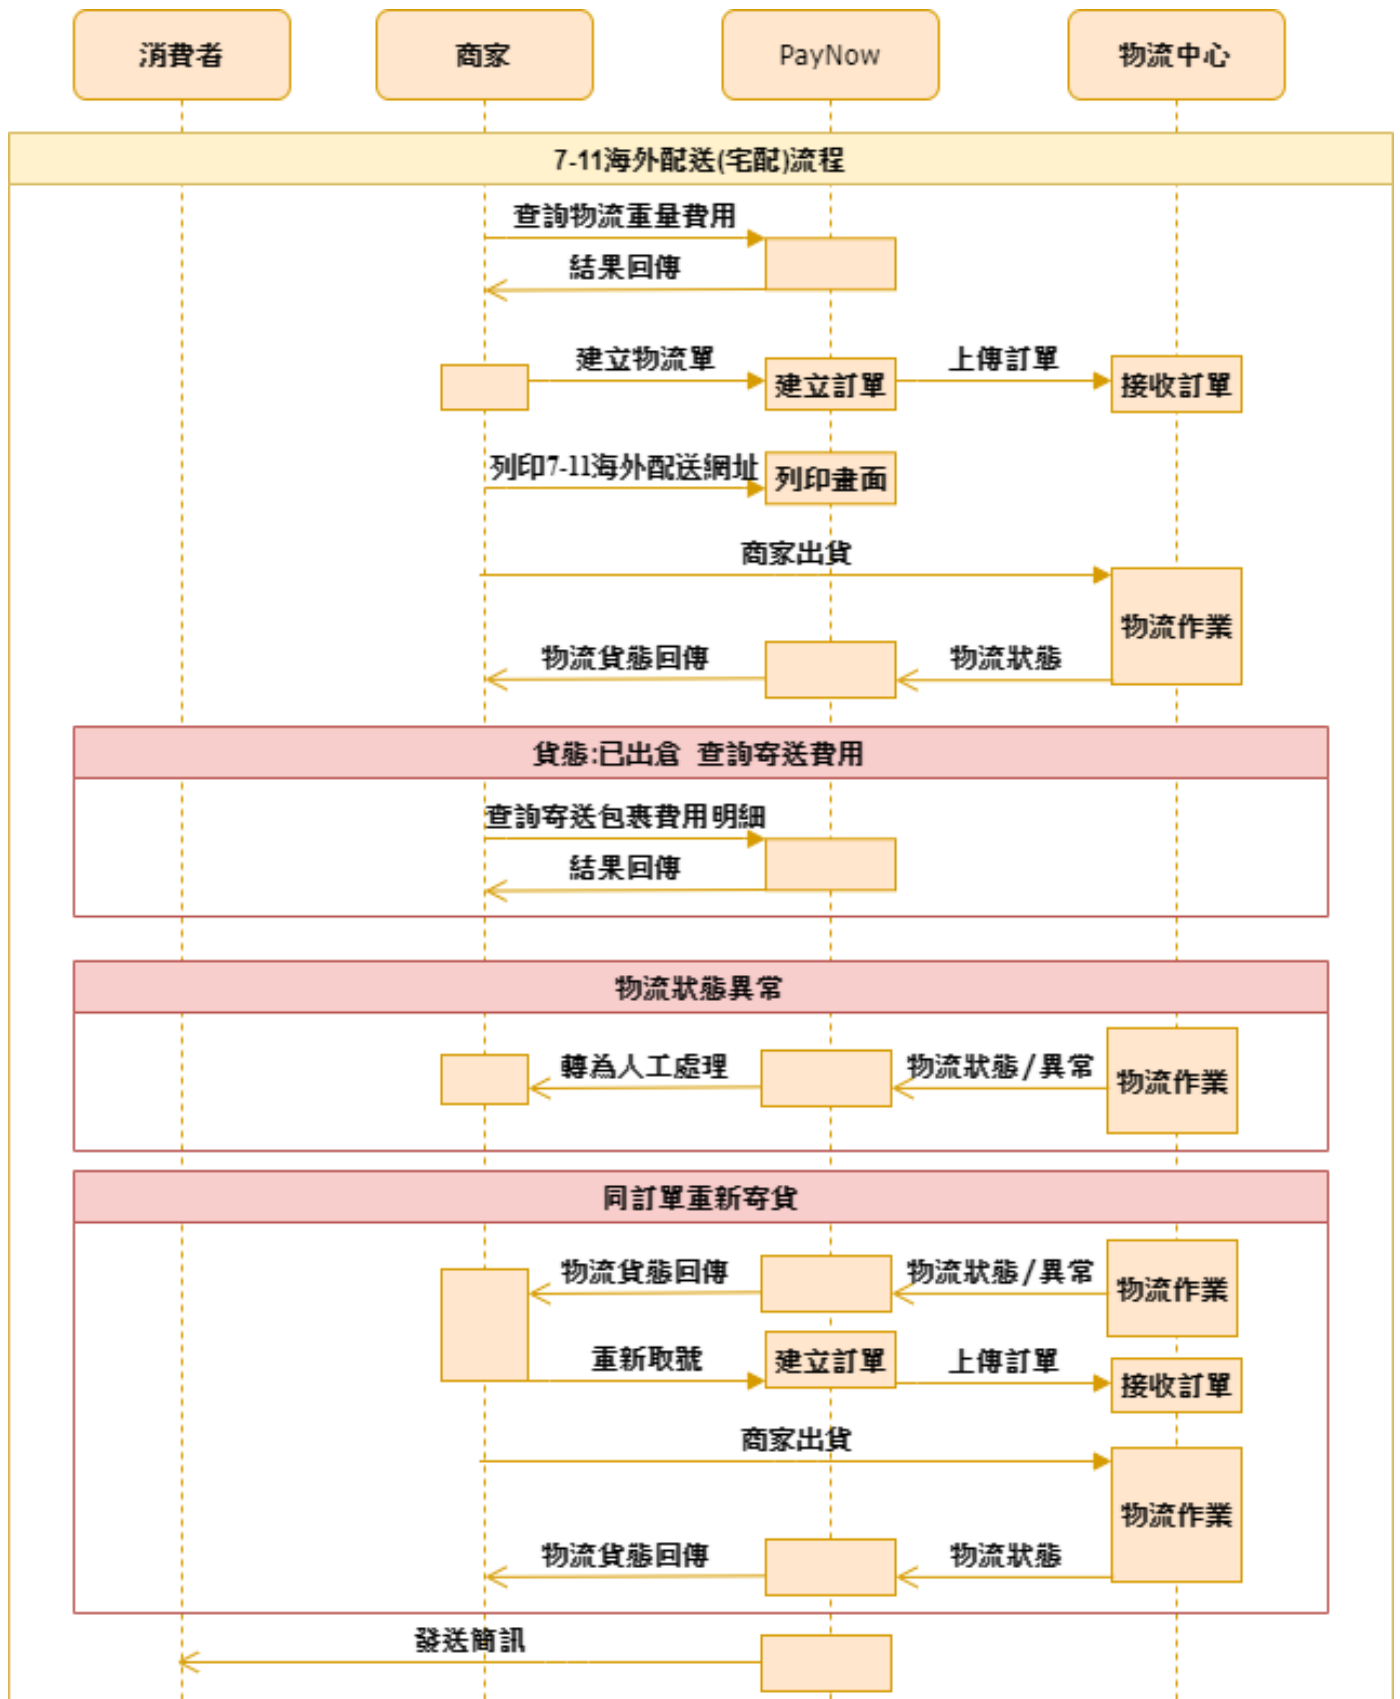 消費者
商家
PayNow
物流中心
7-11海外配送(宅配)流程
查詢物流重量費用
結果回傳
建立物流單
上傳訂單
建立訂單
接收訂單
列印7-11海外配送網址
列印畫面
商家出貨
物流作業
物流貨態回傳
物流狀態
貨態:已出倉 查詢寄送費用
查詢寄送包裹費用明細
結果回傳
物流狀態異常
轉為人工處理
物流狀態/異常
物流作業
同訂單重新寄貨
物流貨態回傳
物流狀態/異常
物流作業
重新取號
建立訂單
上傳訂單
接收訂單
商家出貨
物流作業
物流貨態回傳
物流狀態
發送簡訊